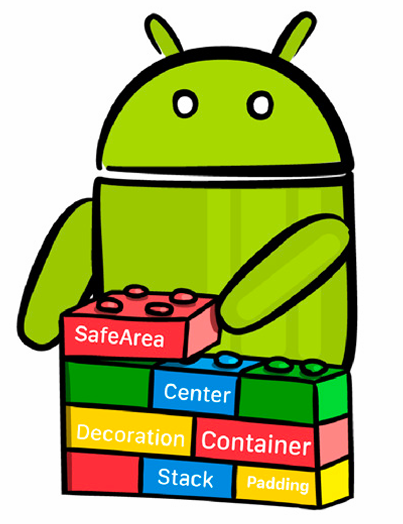 SafeArea
Center
Decoration Container
Stack Padding